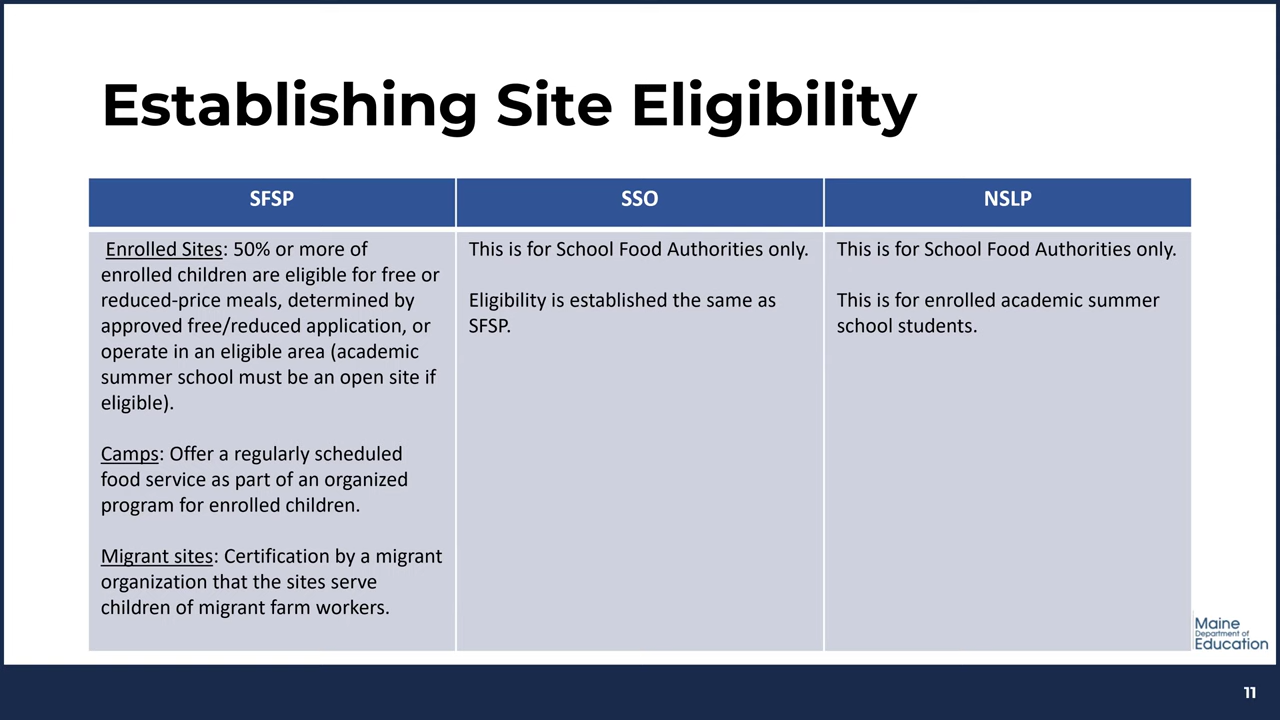 Establishing Site Eligibility
SFSP
SSO
NSLP
Enrolled Sites: 50% or more of
enrolled children are eligible for free or
reduced-price meals, determined by
approved free/reduced application, or
operate in an eligible area (academic
summer school must be an open site if
eligible).
Camps: Offer a regularly scheduled
food service as part of an organized
program for enrolled children.
Migrant sites: Certification by a migrant
organization that the sites serve
children of migrant farm workers.
This is for School Food Authorities only.
Eligibility is established the same as
SFSP.
This is for School Food Authorities only.
This is for enrolled academic summer
school students.
Maine
Department of
Education
11